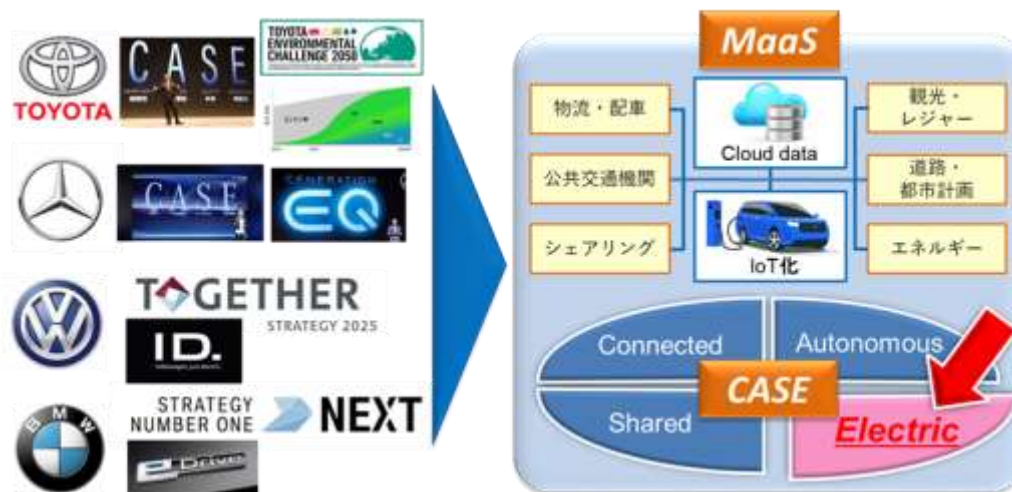 TOYOTA
CASE
TOYOTA
ENVIRONMENTAL
CHALLENGE 2050
CASE
GENERATION
EQ
TOGETHER
STRATEGY 2025
I.D.
BMW
STRATEGY
NUMBER ONE
NEXT
eDrive
MaaS
物流・配車
公共交通機関
シェアリング
Cloud data
IoT化
観光・
レジャー
道路・
都市計画
エネルギー
Connected
Autonomous
CASE
Shared
Electric